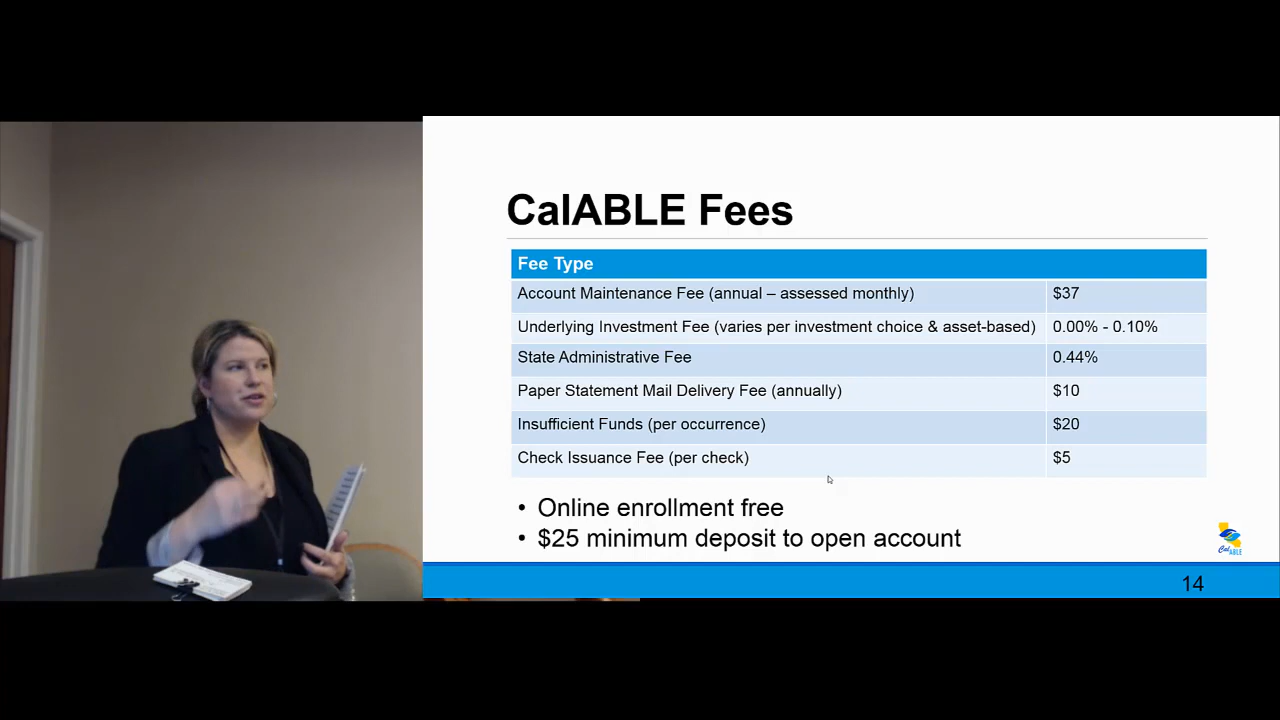 CalABLE Fees
Fee Type
Account Maintenance Fee (annual – assessed monthly) $37
Underlying Investment Fee (varies per investment choice & asset-based) 0.00% - 0.10%
State Administrative Fee 0.44%
Paper Statement Mail Delivery Fee (annually) $10
Insufficient Funds (per occurrence) $20
Check Issuance Fee (per check) $5
• Online enrollment free
• $25 minimum deposit to open account
Cal ABLE
14